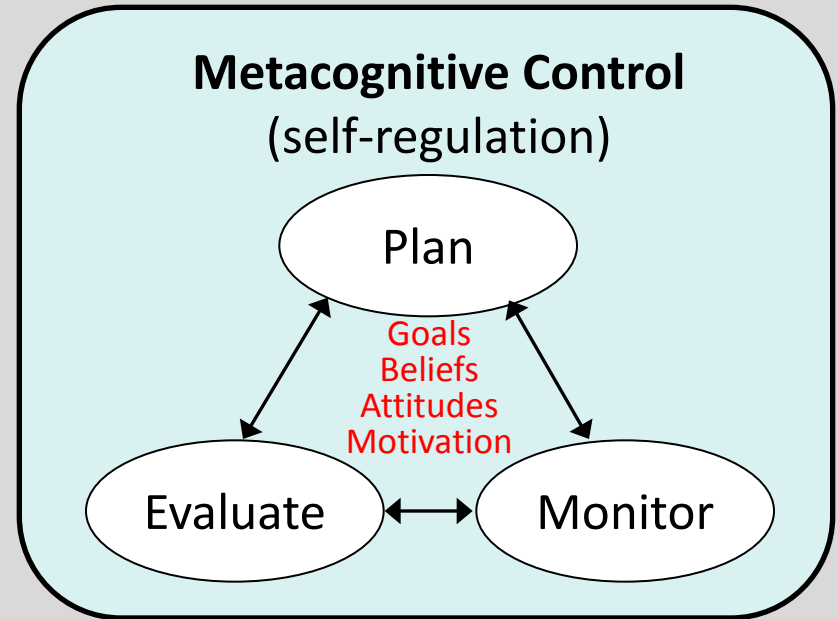 Metacognitive Control
(self-regulation)
Plan
Goals
Beliefs
Attitudes
Motivation
Evaluate
Monitor